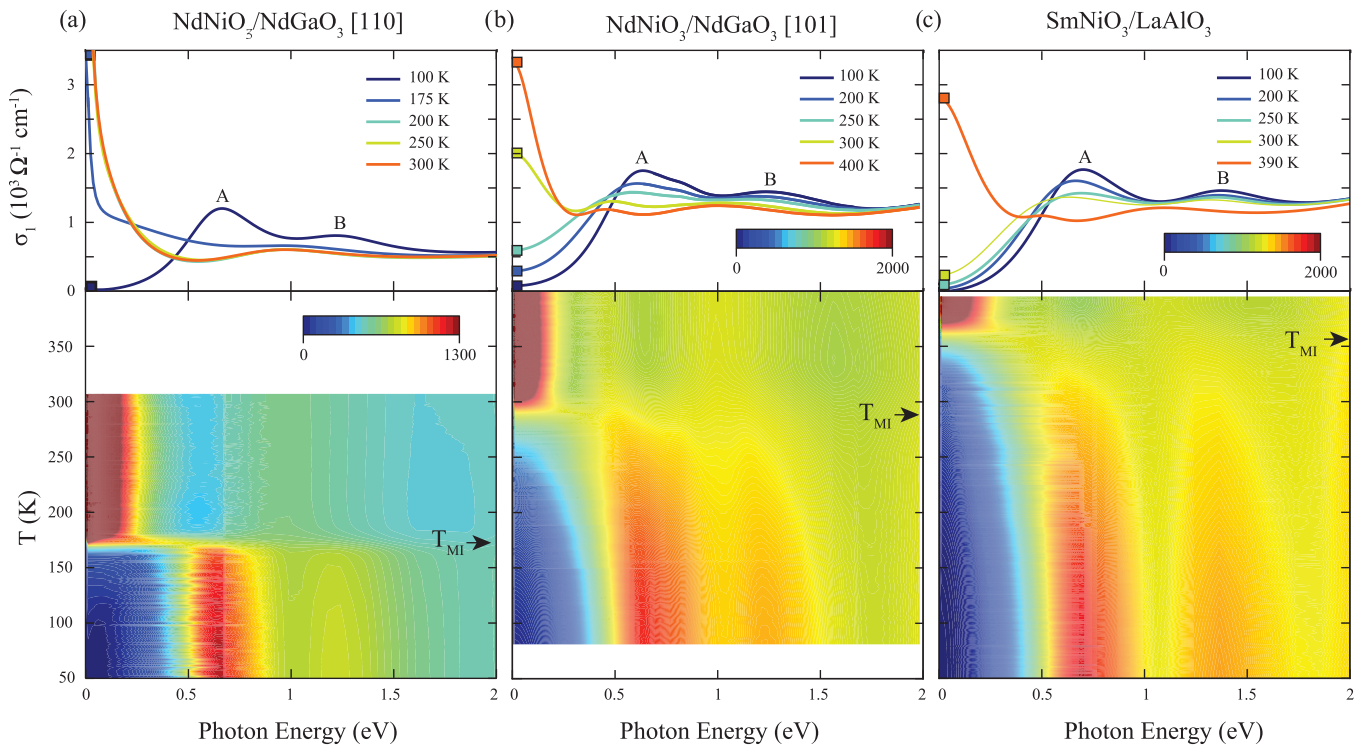 (a)
NdNiO3/NdGaO3 [110]
(b)
NdNiO3/NdGaO3 [101]
(c)
SmNiO3/LaAlO3
σ1 (10³ Ω⁻¹ cm⁻¹)
3
2
1
0
100 K
175 K
200 K
250 K
300 K
A
B
100 K
200 K
250 K
300 K
400 K
A
B
0
2000
100 K
200 K
250 K
300 K
390 K
A
B
0
2000
T (K)
350
300
250
200
150
100
50
0
1300
TMI
TMI
TMI
0
0.5
1
1.5
2
0
0.5
1
1.5
2
0
0.5
1
1.5
2
Photon Energy (eV)
Photon Energy (eV)
Photon Energy (eV)